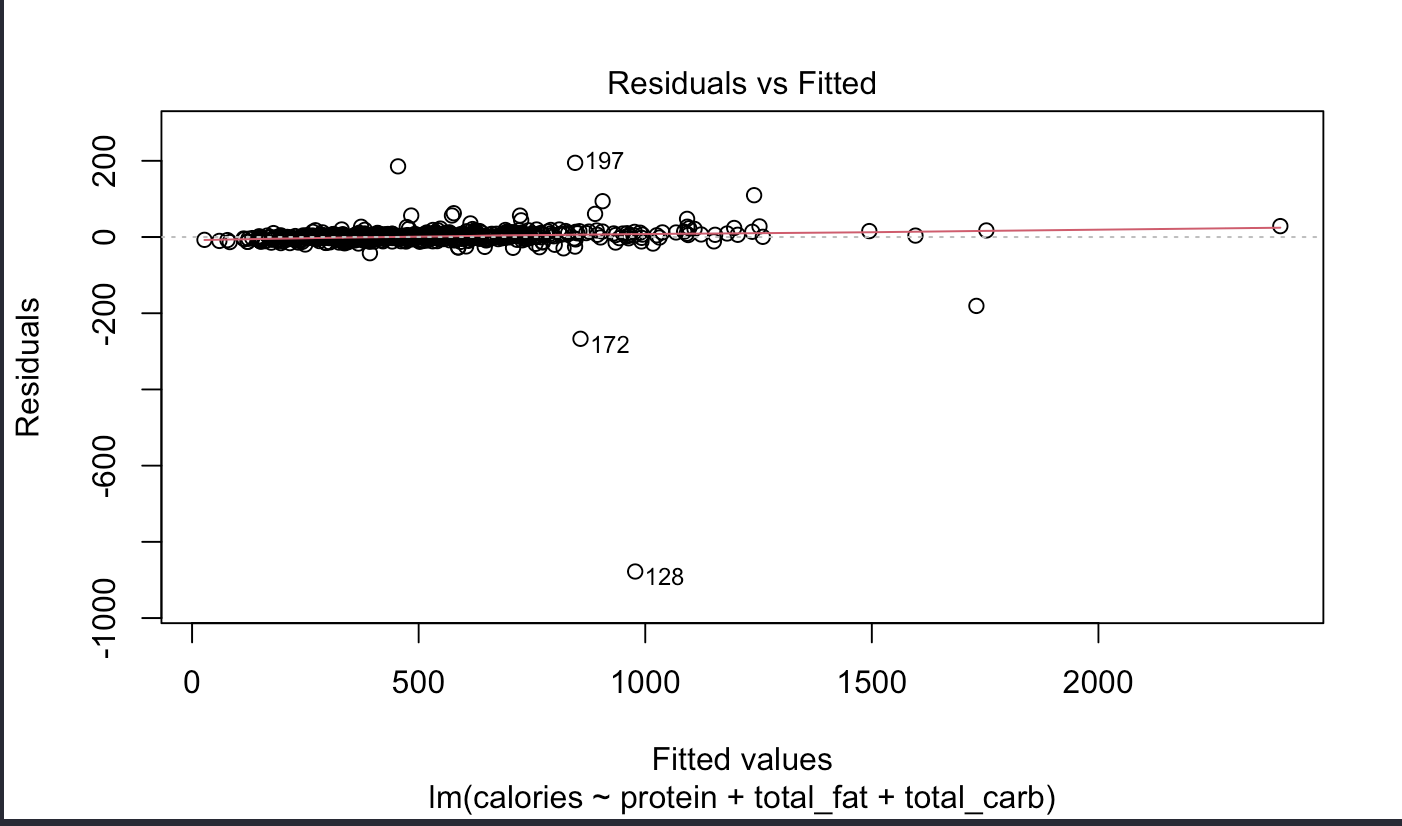 Residuals vs Fitted
200
0
-200
-600
-1000
Residuals
197
172
128
0 500 1000 1500 2000
Fitted values
lm(calories ~ protein + total_fat + total_carb)